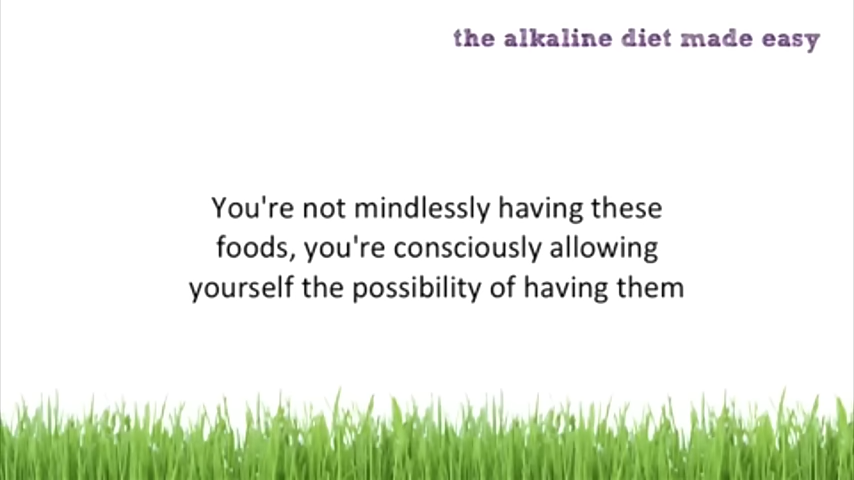 the alkaline diet made easy
You're not mindlessly having these
foods, you're consciously allowing
yourself the possibility of having them